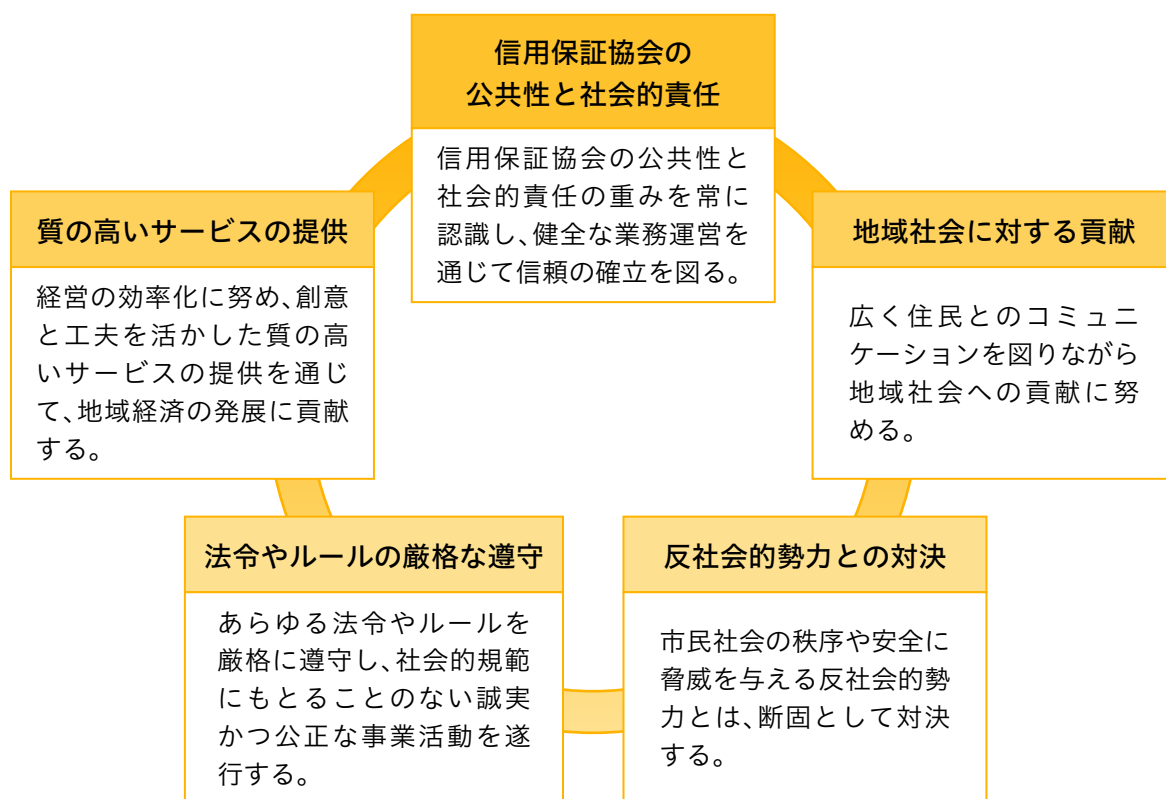 信用保証協会の
公共性と社会的責任
信用保証協会の公共性と
社会的責任の重みを常に
認識し、健全な業務運営を
通じて信頼の確立を図る。
質の高いサービスの提供
経営の効率化に努め、創意
と工夫を活かした質の高
いサービスの提供を通じ
て、地域経済の発展に貢献
する。
地域社会に対する貢献
広く住民とのコミュニ
ケーションを図りながら
地域社会への貢献に努
める。
法令やルールの厳格な遵守
あらゆる法令やルールを
厳格に遵守し、社会的規範
にもとることのない誠実
かつ公正な事業活動を遂
行する。
反社会的勢力との対決
市民社会の秩序や安全に
脅威を与える反社会的勢
力とは、断固として対決
する。